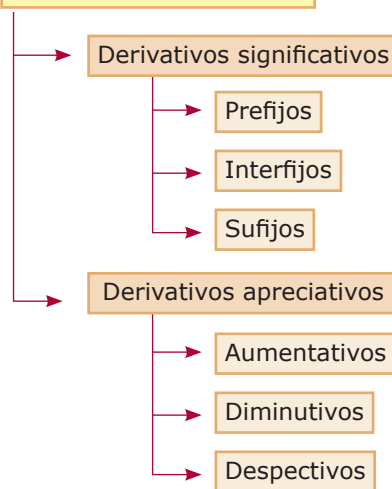 Derivativos significativos
Prefijos
Interfijos
Sufijos
Derivativos apreciativos
Aumentativos
Diminutivos
Despectivos